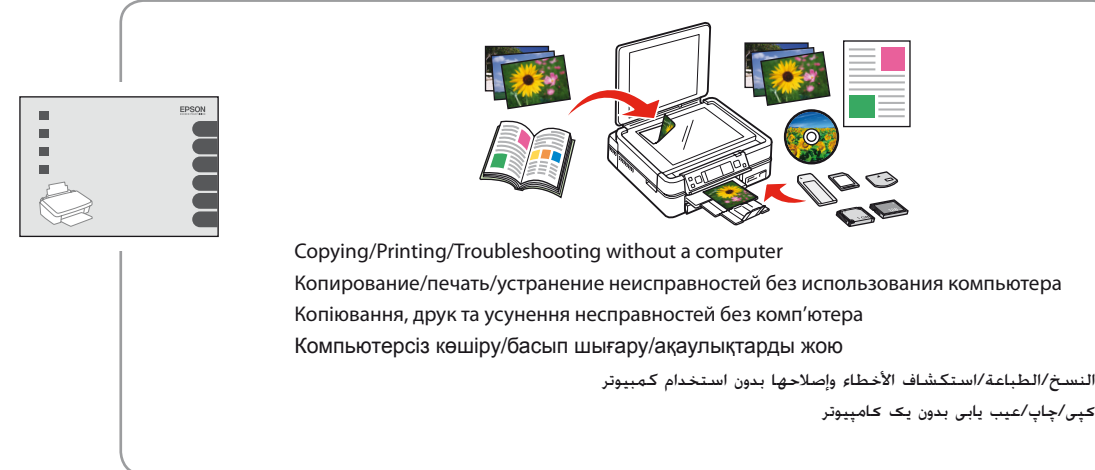 EPSON
Copying/Printing/Troubleshooting without a computer
Копирование/печать/устранение неисправностей без использования компьютера
Копіювання, друк та усунення несправностей без комп’ютера
Компьютерсіз көшіру/басып шығару/ақаулықтарды жою
النسخ/الطباعة/استكشاف الأخطاء وإصلاحها بدون استخدام كمبيوتر
کپی/چاپ/عیب یابی بدون یک کامپیوتر